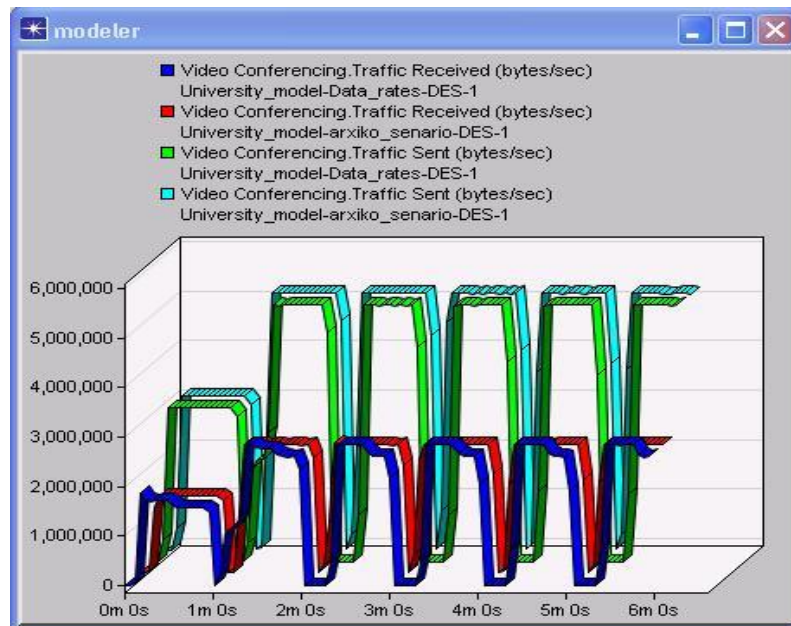 modeler
Video Conferencing.Traffic Received (bytes/sec)
University_model-Data_rates-DES-1
Video Conferencing.Traffic Received (bytes/sec)
University_model-arxiko_senario-DES-1
Video Conferencing.Traffic Sent (bytes/sec)
University_model-Data_rates-DES-1
Video Conferencing.Traffic Sent (bytes/sec)
University_model-arxiko_senario-DES-1
6,000,000
5,000,000
4,000,000
3,000,000
2,000,000
1,000,000
0
0m 0s 1m 0s 2m 0s 3m 0s 4m 0s 5m 0s 6m 0s